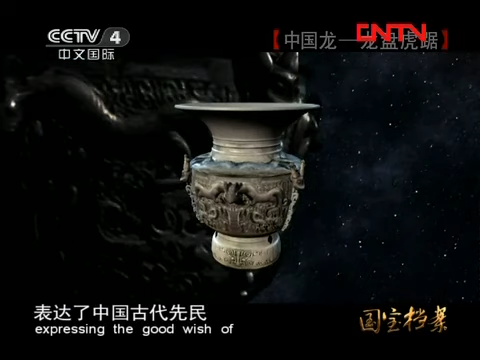 CCTV 4
中文国际
CNTV
【中国龙—龙盘虎踞】
表达了中国古代先民
expressing the good wish of
国宝档案